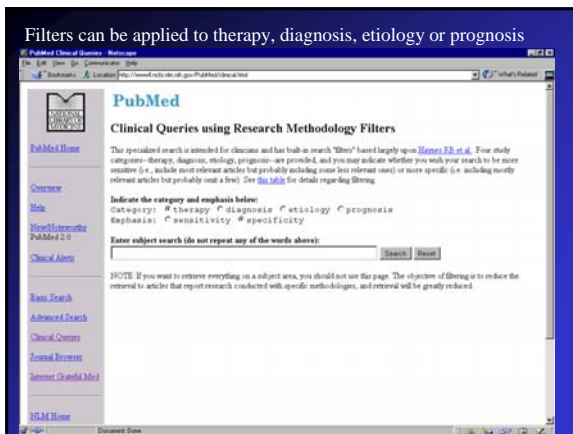 Filters can be applied to therapy, diagnosis, etiology or prognosis
PubMed Clinical Queries - Netscape
File Edit View Go Communicator Help
Bookmarks Location: http://www4.ncbi.nlm.nih.gov/PubMed/clinical.html What's Related
NATIONAL
LIBRARY OF
MEDICINE
PubMed Home
Overview
Help
New/Noteworthy
PubMed 2.0
Clinical Alerts
Basic Search
Advanced Search
Clinical Queries
Journal Browser
Internet Grateful Med
NLM Home
PubMed
Clinical Queries using Research Methodology Filters
This specialized search is intended for clinicians and has built-in search "filters" based largely upon Haynes RB et al. Four study
categories--therapy, diagnosis, etiology, prognosis--are provided, and you may indicate whether you wish your search to be more
sensitive (i.e., include most relevant articles but probably including some less relevant ones) or more specific (i.e. including mostly
relevant articles but probably omit a few). See this table for details regarding filtering.
Indicate the category and emphasis below:
Category: therapy diagnosis etiology prognosis
Emphasis: sensitivity specificity
Enter subject search (do not repeat any of the words above):
Search Reset
NOTE: If you want to retrieve everything on a subject area, you should not use this page. The objective of filtering is to reduce the
retrieval to articles that report research conducted with specific methodologies, and retrieval will be greatly reduced.
Document Done